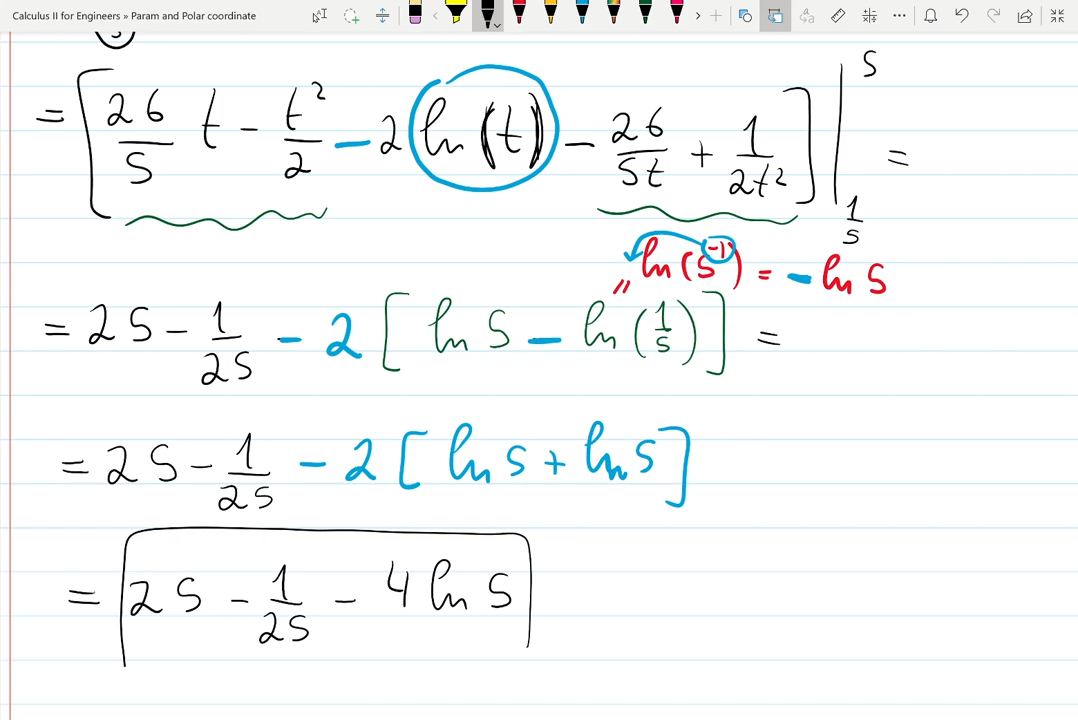 Calculus II for Engineers » Param and Polar coordinate
= [26/5 t - t²/2 - 2 ln(t) - 26/5t + 1/2t²] |₁/₅⁵ =
" ln(5⁻¹) = - ln 5
= 25 - 1/25 - 2 [ln 5 - ln(1/5)] =
= 25 - 1/25 - 2 [ln 5 + ln 5]
= 25 - 1/25 - 4 ln 5